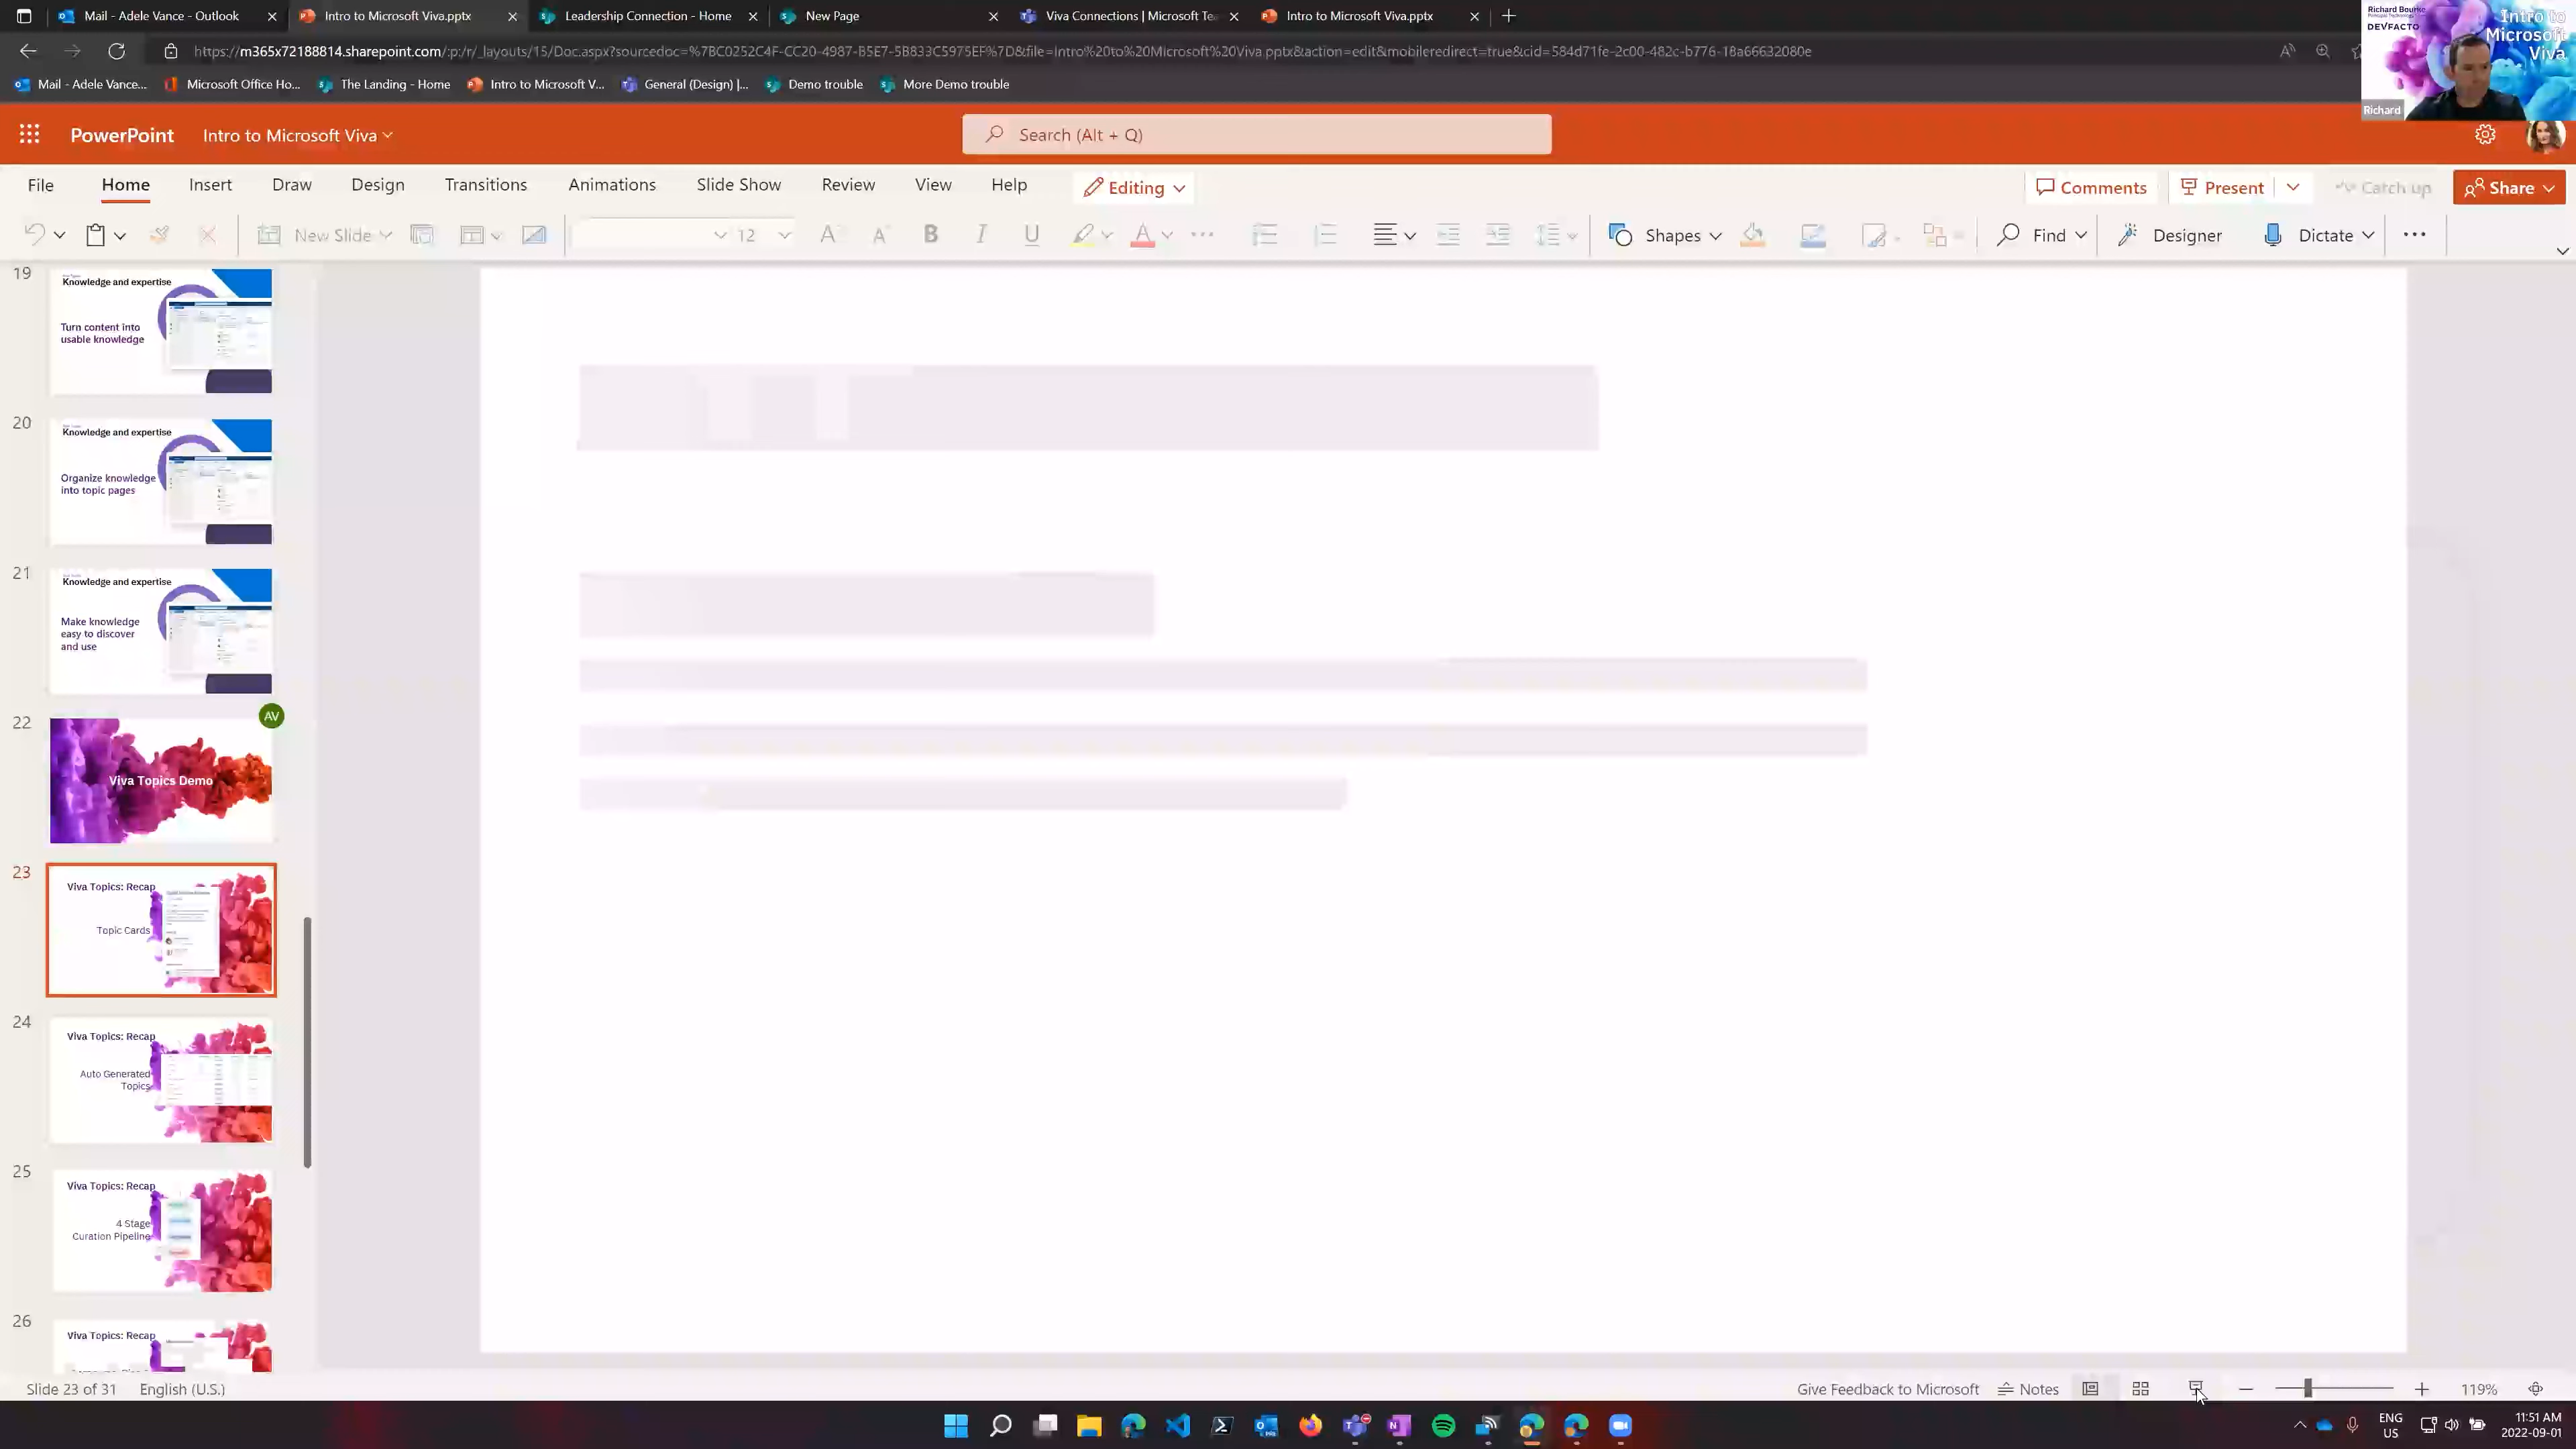 Mail - Adele Vance - Outlook
Intro to Microsoft Viva.pptx
Leadership Connection - Home
New Page
Viva Connections | Microsoft Te
Intro to Microsoft Viva.pptx
https://m365x72188814.sharepoint.com/:p:/r/_layouts/15/Doc.aspx?sourcedoc=%7BC0252C4F-CC20-4987-B5E7-5B833C5975EF%7D&file=Intro%20to%20Microsoft%20Viva.pptx&action=edit&mobileredirect=true&cid=584d71fe-2c00-482c-b776-18a66632080e
Mail - Adele Vance...
Microsoft Office Ho...
The Landing - Home
Intro to Microsoft V...
General (Design) |...
Demo trouble
More Demo trouble
Richard Bourke
DEVFACTO
Intro to
Microsoft
Viva
Richard
PowerPoint
Intro to Microsoft Viva
Search (Alt + Q)
File
Home
Insert
Draw
Design
Transitions
Animations
Slide Show
Review
View
Help
Editing
Comments
Present
Catch up
Share
New Slide
12
Shapes
Find
Designer
Dictate
19
Knowledge and expertise
Turn content into
usable knowledge
20
Knowledge and expertise
Organize knowledge
into topic pages
21
Knowledge and expertise
Make knowledge
easy to discover
and use
22
AV
Viva Topics Demo
23
Viva Topics: Recap
Topic Cards
24
Viva Topics: Recap
Auto Generated
Topics
25
Viva Topics: Recap
4 Stage
Curation Pipeline
26
Viva Topics: Recap
Slide 23 of 31
English (U.S.)
Give Feedback to Microsoft
Notes
119%
ENG
US
11:51 AM
2022-09-01